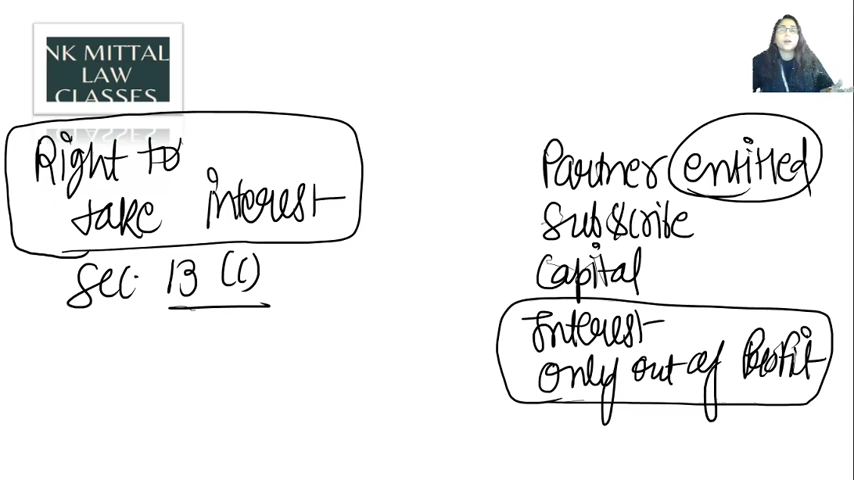 NK MITTAL
LAW
CLASSES
Right to
take interest
Sec. 13 (c)
Partner entitled
Subscribe
Capital
Interest
only out of Profit